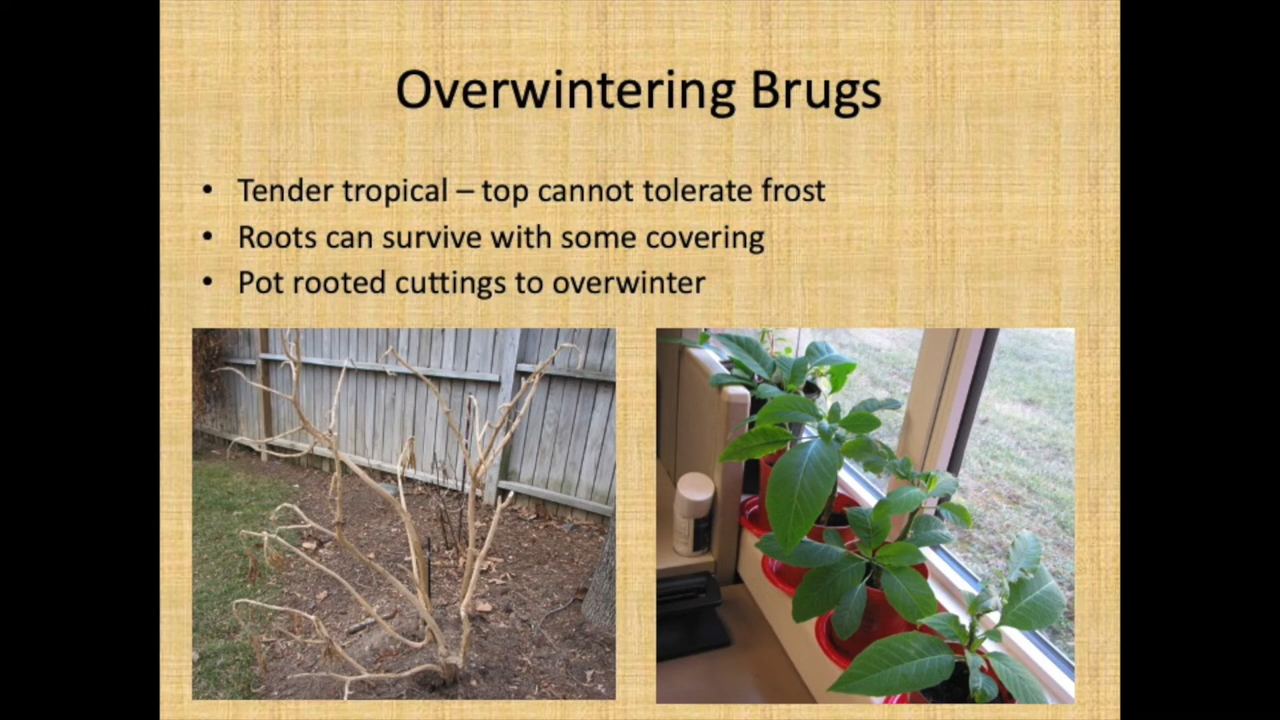 Overwintering Brugs
• Tender tropical – top cannot tolerate frost
• Roots can survive with some covering
• Pot rooted cuttings to overwinter